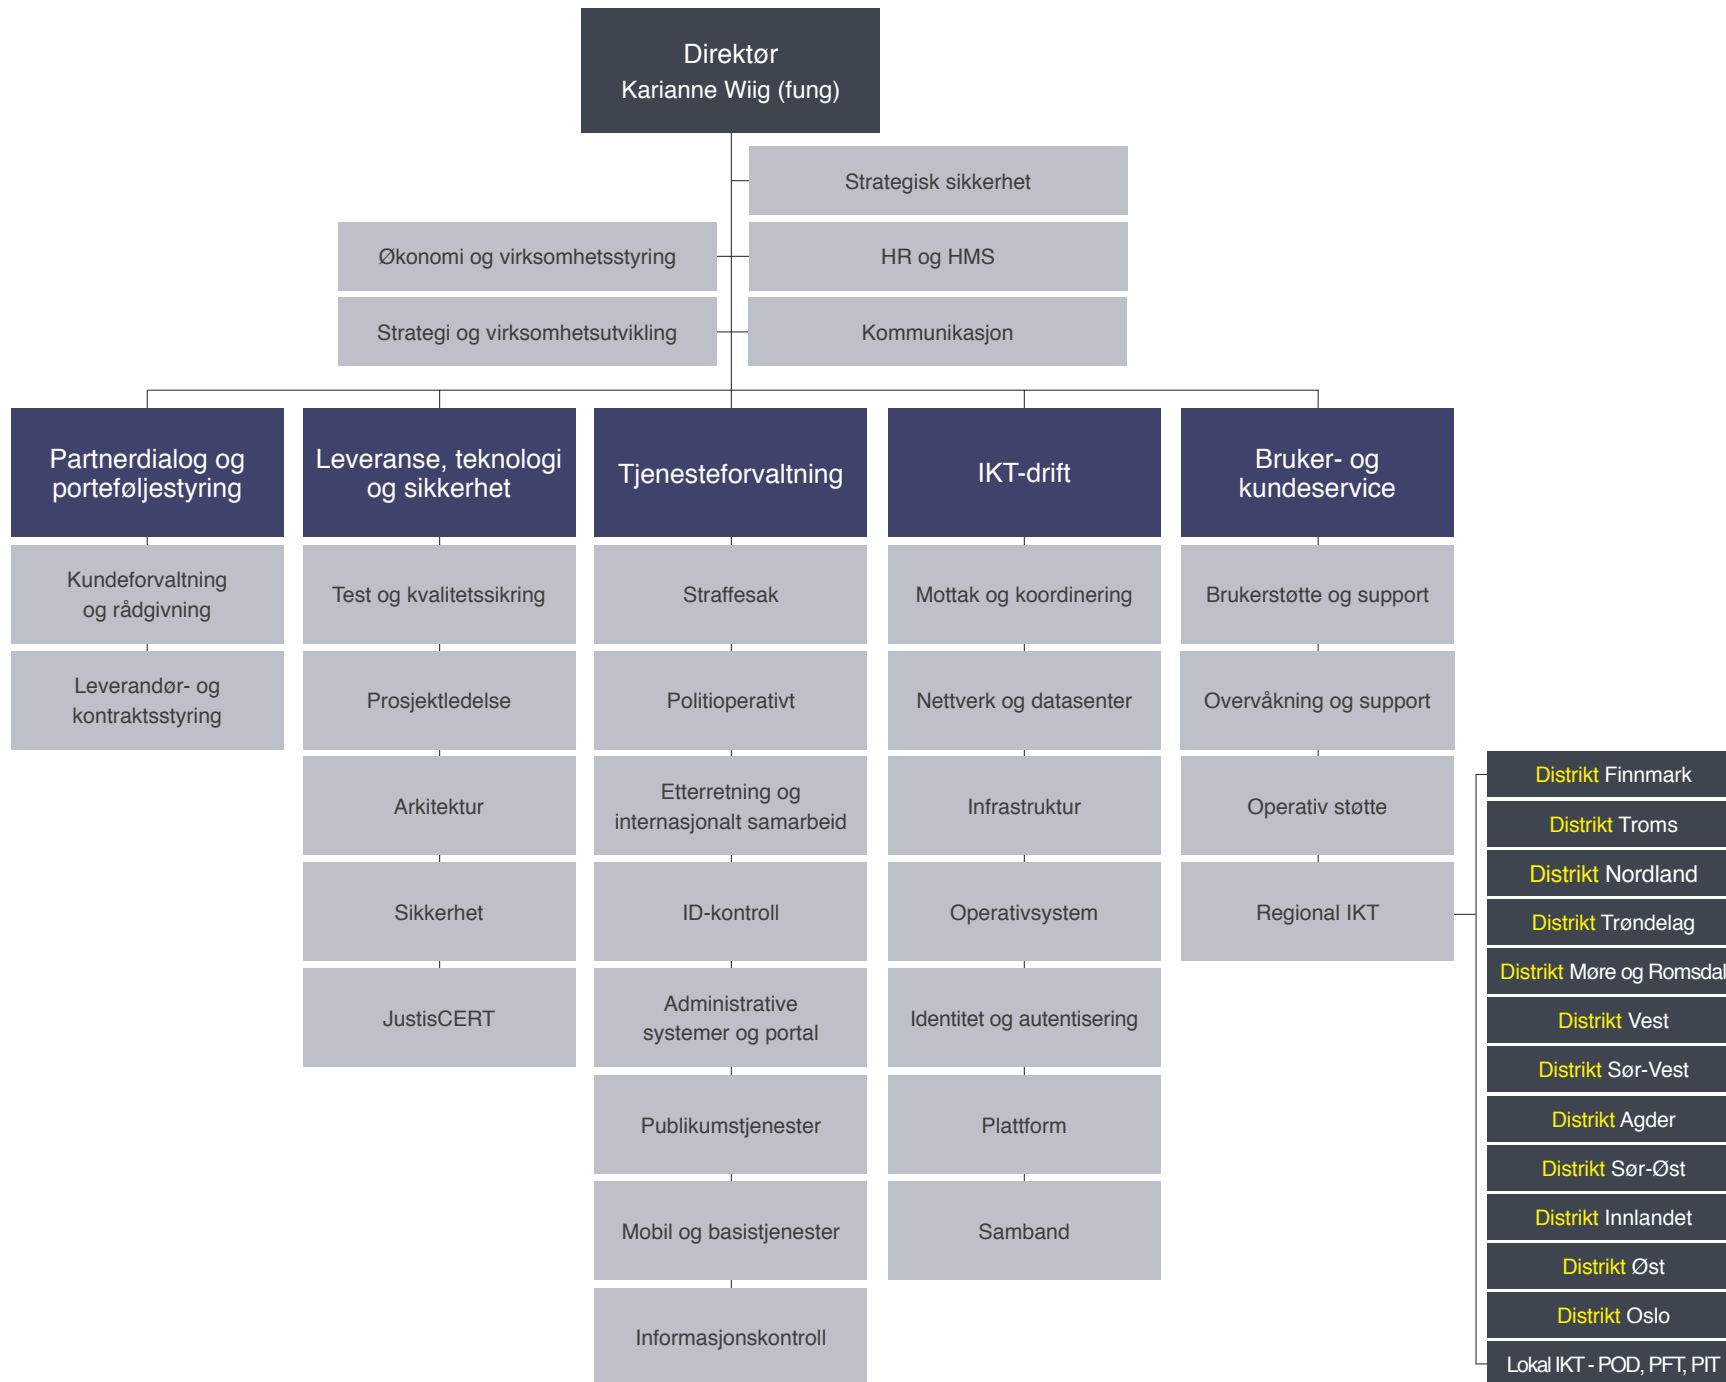 Direktør
Karianne Wiig (fung)
Strategisk sikkerhet
Økonomi og virksomhetsstyring
HR og HMS
Strategi og virksomhetsutvikling
Kommunikasjon
Partnerdialog og
porteføljestyring
Kundeforvaltning
og rådgivning
Leverandør- og
kontraktsstyring
Leveranse, teknologi
og sikkerhet
Test og kvalitetssikring
Prosjektledelse
Arkitektur
Sikkerhet
JustisCERT
Tjenesteforvaltning
Straffesak
Politioperativt
Etterretning og
internasjonalt samarbeid
ID-kontroll
Administrative
systemer og portal
Publikumstjenester
Mobil og basistjenester
Informasjonskontroll
IKT-drift
Mottak og koordinering
Nettverk og datasenter
Infrastruktur
Operativsystem
Identitet og autentisering
Plattform
Samband
Bruker- og
kundeservice
Brukerstøtte og support
Overvåkning og support
Operativ støtte
Regional IKT
Distrikt Finnmark
Distrikt Troms
Distrikt Nordland
Distrikt Trøndelag
Distrikt Møre og Romsdal
Distrikt Vest
Distrikt Sør-Vest
Distrikt Agder
Distrikt Sør-Øst
Distrikt Innlandet
Distrikt Øst
Distrikt Oslo
Lokal IKT - POD, PFT, PIT